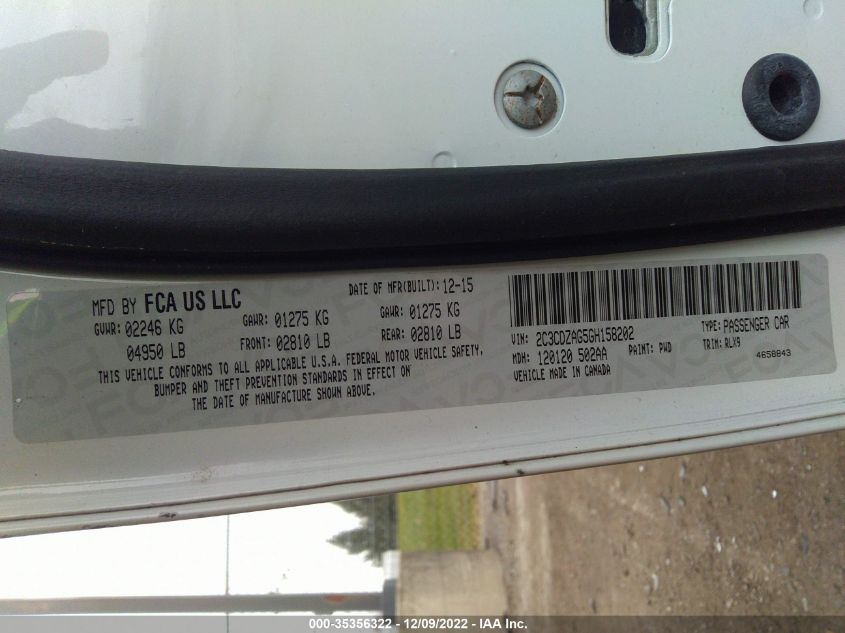 MFD BY FCA US LLC
DATE OF MFR(BUILT): 12-15
GVWR: 02246 KG
04950 LB
GAWR: 01275 KG
FRONT: 02810 LB
GAWR: 01275 KG
REAR: 02810 LB
THIS VEHICLE CONFORMS TO ALL APPLICABLE U.S.A. FEDERAL MOTOR VEHICLE SAFETY,
BUMPER AND THEFT PREVENTION STANDARDS IN EFFECT ON
THE DATE OF MANUFACTURE SHOWN ABOVE.
VIN: 2C3CDZAG5GH158202
TYPE: PASSENGER CAR
MDH: 120120 502AA
PAINT: PWD
TRIM: RLX9
VEHICLE MADE IN CANADA
4658843
000-35356322 - 12/09/2022 - IAA Inc.